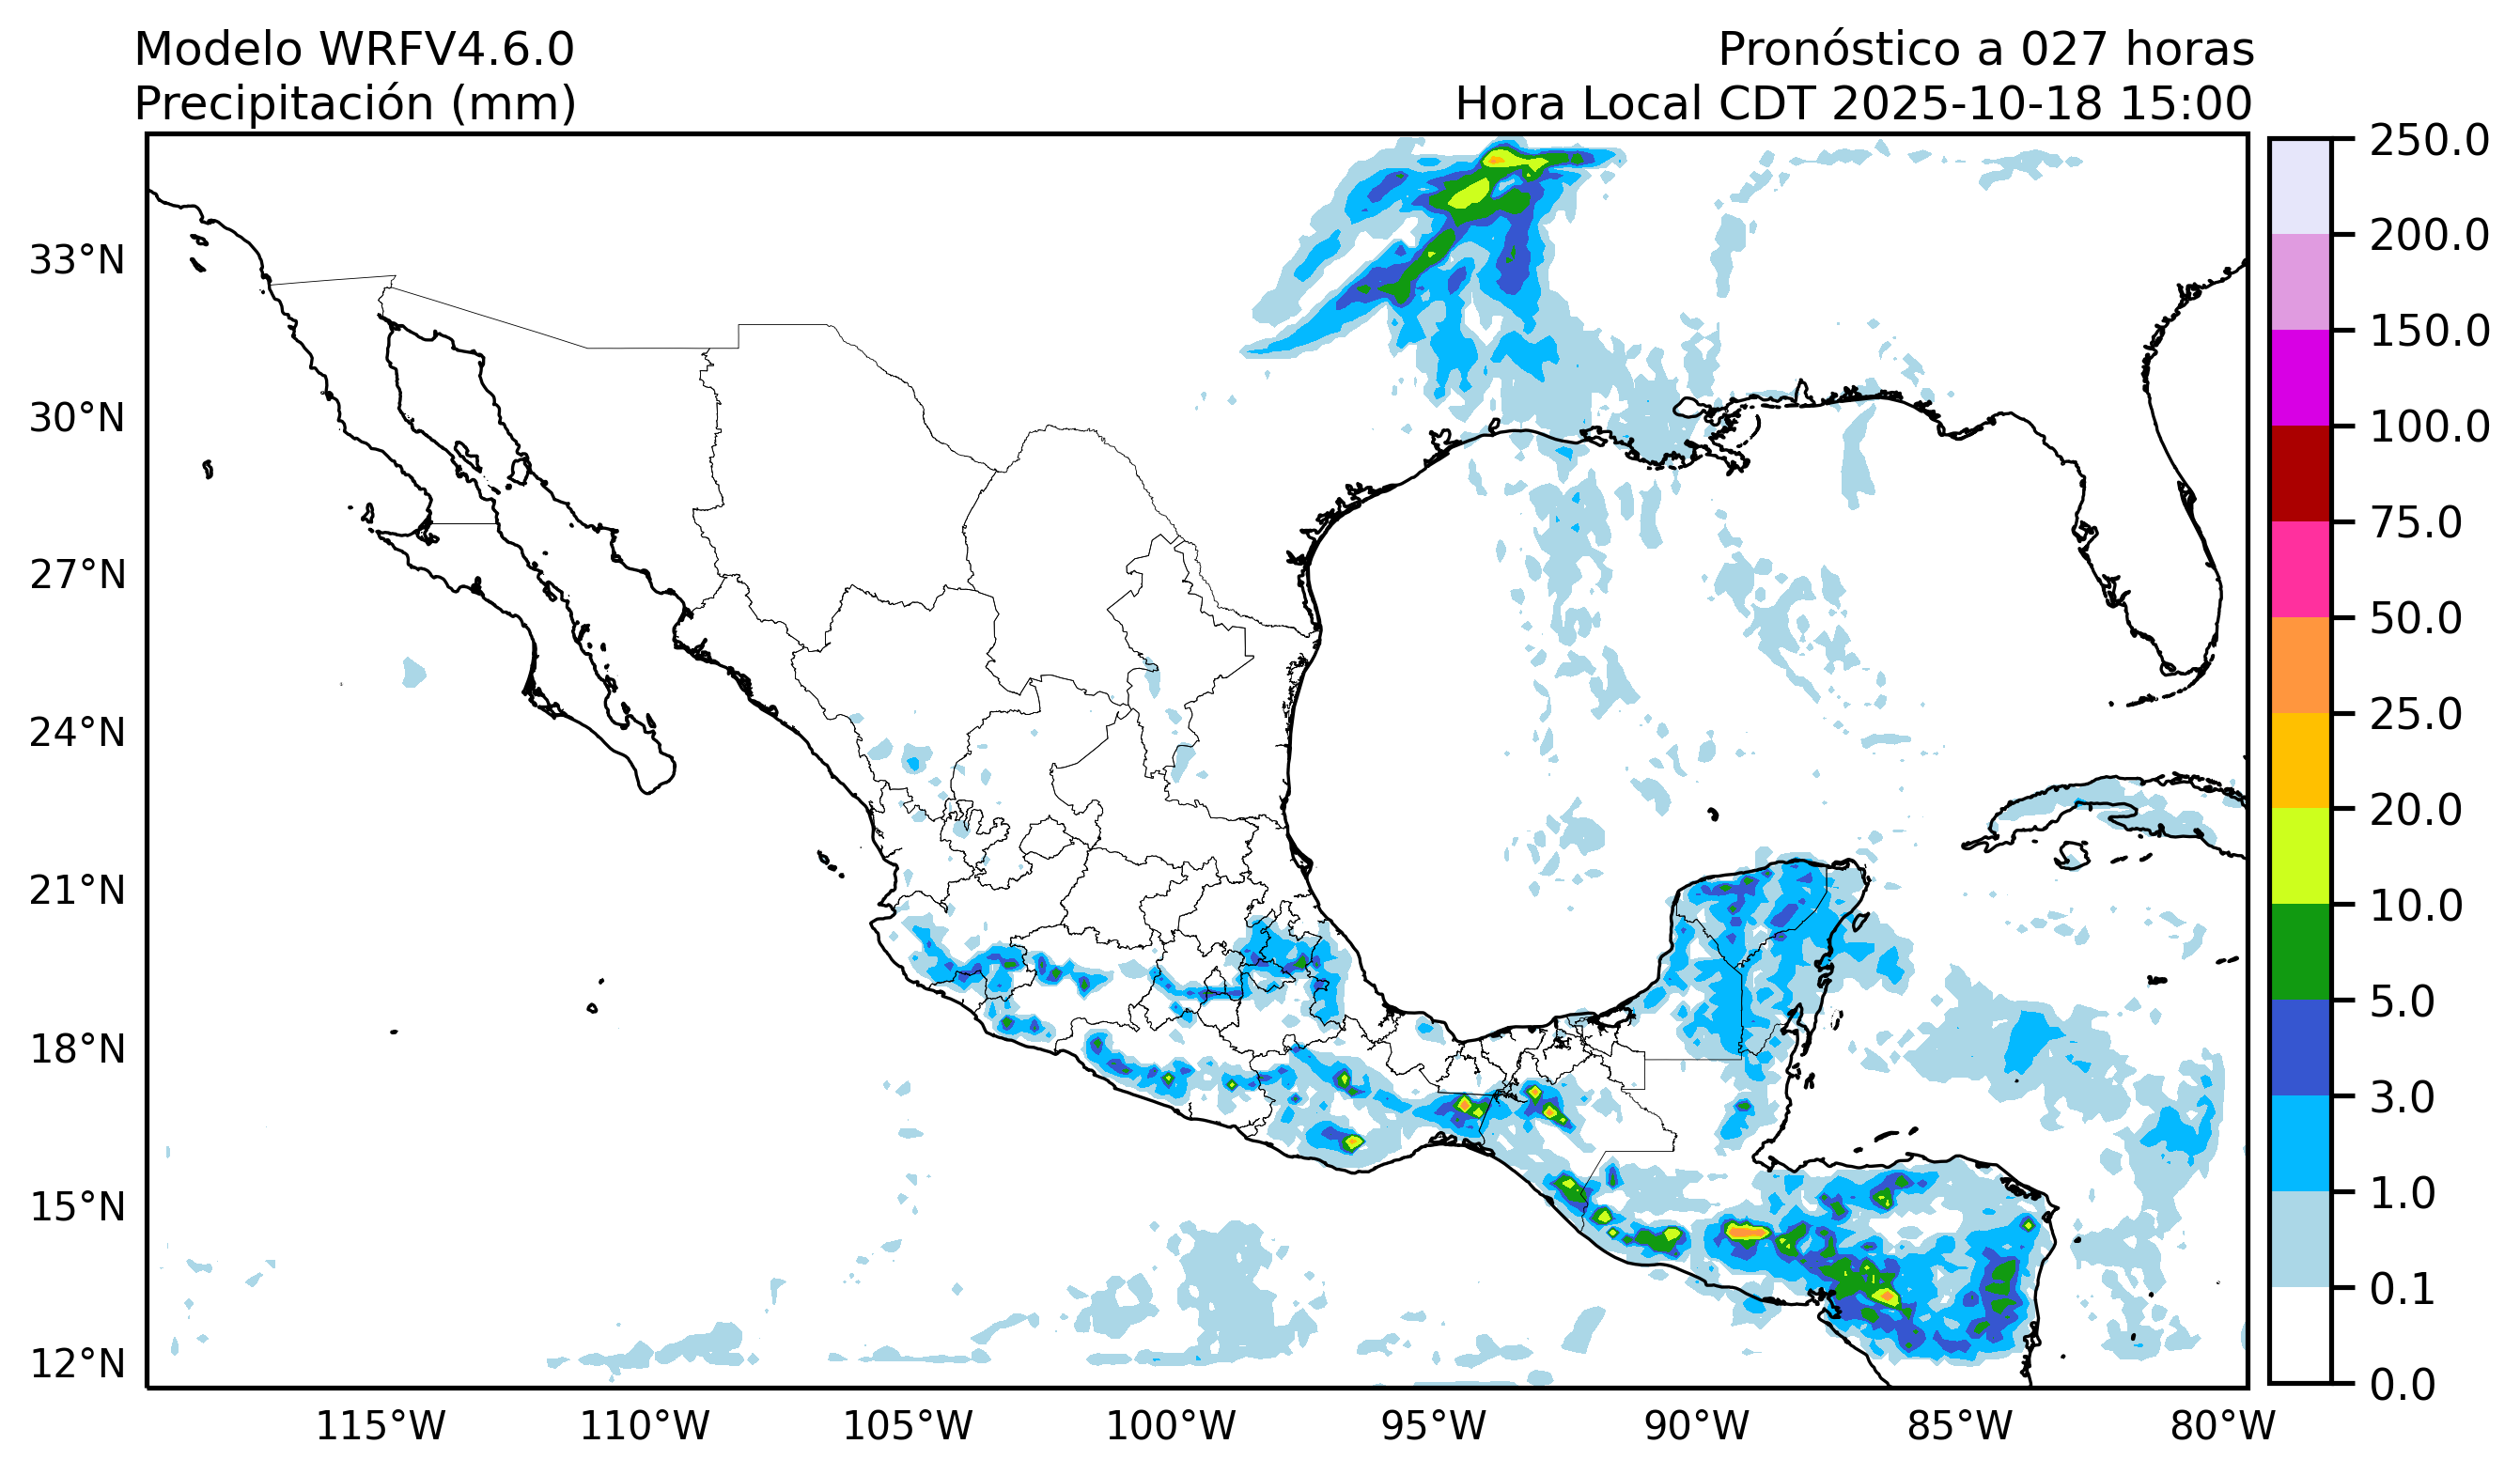 Modelo WRFV4.6.0
Precipitación (mm)
Pronóstico a 027 horas
Hora Local CDT 2025-10-18 15:00
33°N
30°N
27°N
24°N
21°N
18°N
15°N
12°N
115°W
110°W
105°W
100°W
95°W
90°W
85°W
80°W
250.0
200.0
150.0
100.0
75.0
50.0
25.0
20.0
10.0
5.0
3.0
1.0
0.1
0.0